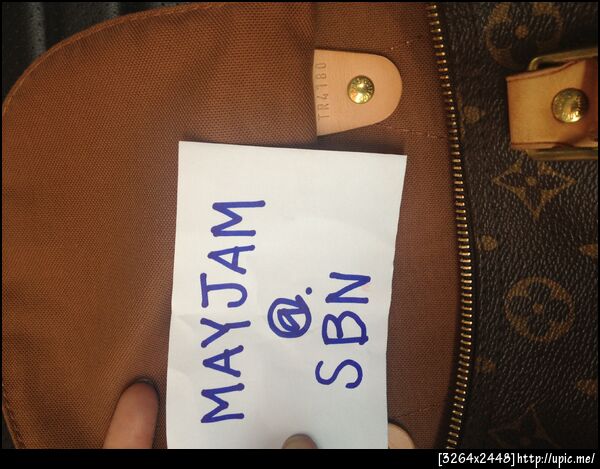 TR4180
MAYJAM
@.
SBN
[3264x2448]http://upic.me/